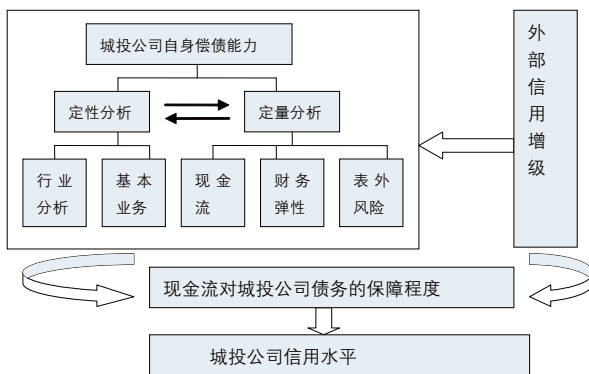 城投公司自身偿债能力
定性分析
定量分析
行业
分析
基本
业务
现金
流
财务
弹性
表外
风险
外
部
信
用
增
级
现金流对城投公司债务的保障程度
城投公司信用水平